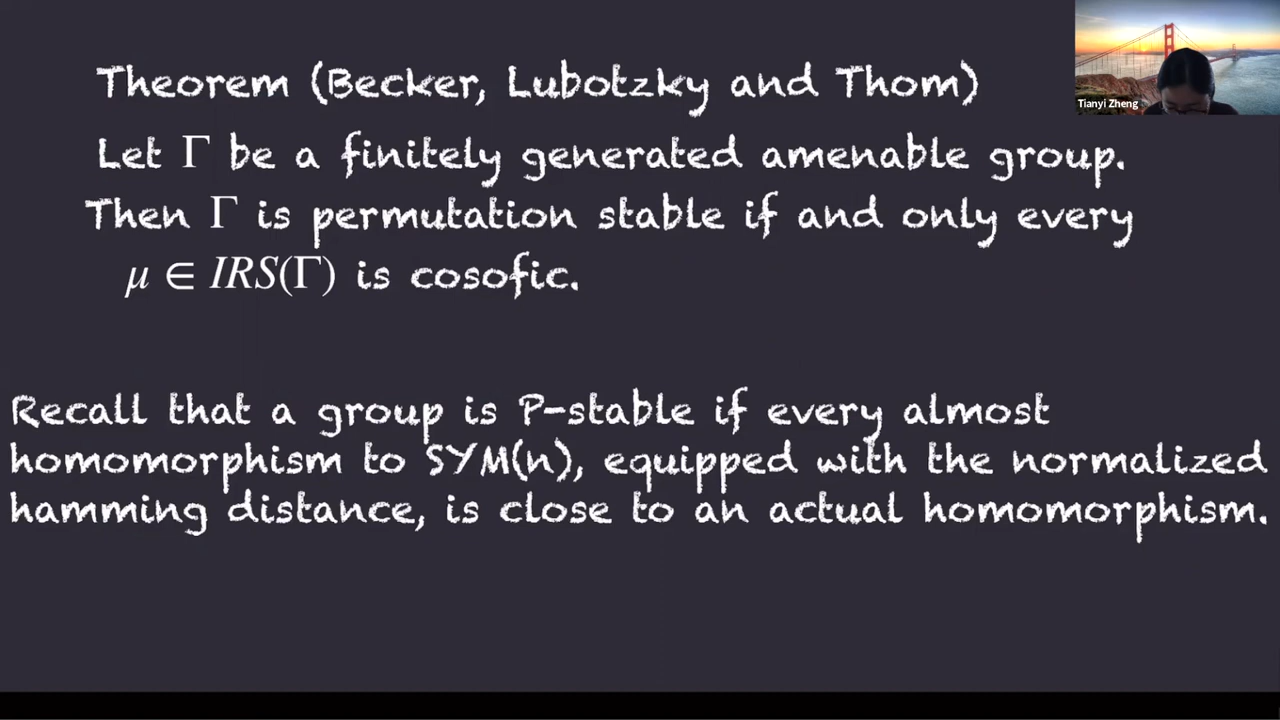 Theorem (Becker, Lubotzky and Thom)
Tianyi Zheng
Let Γ be a finitely generated amenable group.
Then Γ is permutation stable if and only every
μ ∈ IRS(Γ) is cosofic.
Recall that a group is P-stable if every almost
homomorphism to SYM(n), equipped with the normalized
hamming distance, is close to an actual homomorphism.